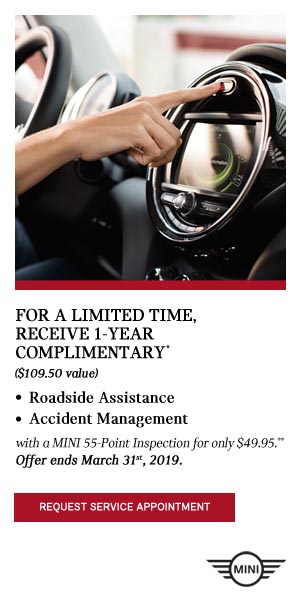 FOR A LIMITED TIME,
RECEIVE 1-YEAR
COMPLIMENTARY*
($109.50 value)
• Roadside Assistance
• Accident Management
with a MINI 55-Point Inspection for only $49.95.**
Offer ends March 31st, 2019.
REQUEST SERVICE APPOINTMENT
MINI